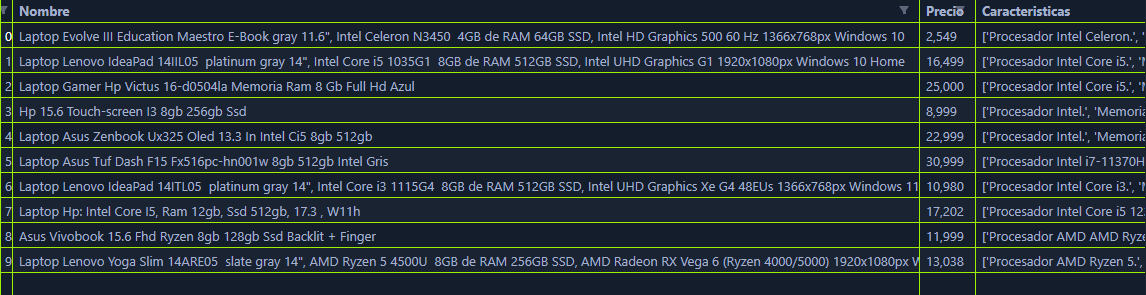 Nombre Precio Caracteristicas
0 Laptop Evolve III Education Maestro E-Book gray 11.6", Intel Celeron N3450  4GB de RAM 64GB SSD, Intel HD Graphics 500 60 Hz 1366x768px Windows 10 2,549 ['Procesador Intel Celeron.', '
1 Laptop Lenovo IdeaPad 14IIL05  platinum gray 14", Intel Core i5 1035G1  8GB de RAM 512GB SSD, Intel UHD Graphics G1 1920x1080px Windows 10 Home 16,499 ['Procesador Intel Core i5.', 'M
2 Laptop Gamer Hp Victus 16-d0504la Memoria Ram 8 Gb Full Hd Azul 25,000 ['Procesador Intel Core i5.', 'M
3 Hp 15.6 Touch-screen I3 8gb 256gb Ssd 8,999 ['Procesador Intel.', 'Memoria
4 Laptop Asus Zenbook Ux325 Oled 13.3 In Intel Ci5 8gb 512gb 22,999 ['Procesador Intel.', 'Memoria
5 Laptop Asus Tuf Dash F15 Fx516pc-hn001w 8gb 512gb Intel Gris 30,999 ['Procesador Intel i7-11370H
6 Laptop Lenovo IdeaPad 14ITL05  platinum gray 14", Intel Core i3 1115G4  8GB de RAM 512GB SSD, Intel UHD Graphics Xe G4 48EUs 1366x768px Windows 11 10,980 ['Procesador Intel Core i3.', 'M
7 Laptop Hp: Intel Core I5, Ram 12gb, Ssd 512gb, 17.3 , W11h 17,202 ['Procesador Intel Core i5 12
8 Asus Vivobook 15.6 Fhd Ryzen 8gb 128gb Ssd Backlit + Finger 11,999 ['Procesador AMD AMD Ryze
9 Laptop Lenovo Yoga Slim 14ARE05  slate gray 14", AMD Ryzen 5 4500U  8GB de RAM 256GB SSD, AMD Radeon RX Vega 6 (Ryzen 4000/5000) 1920x1080px W 13,038 ['Procesador AMD Ryzen 5.',